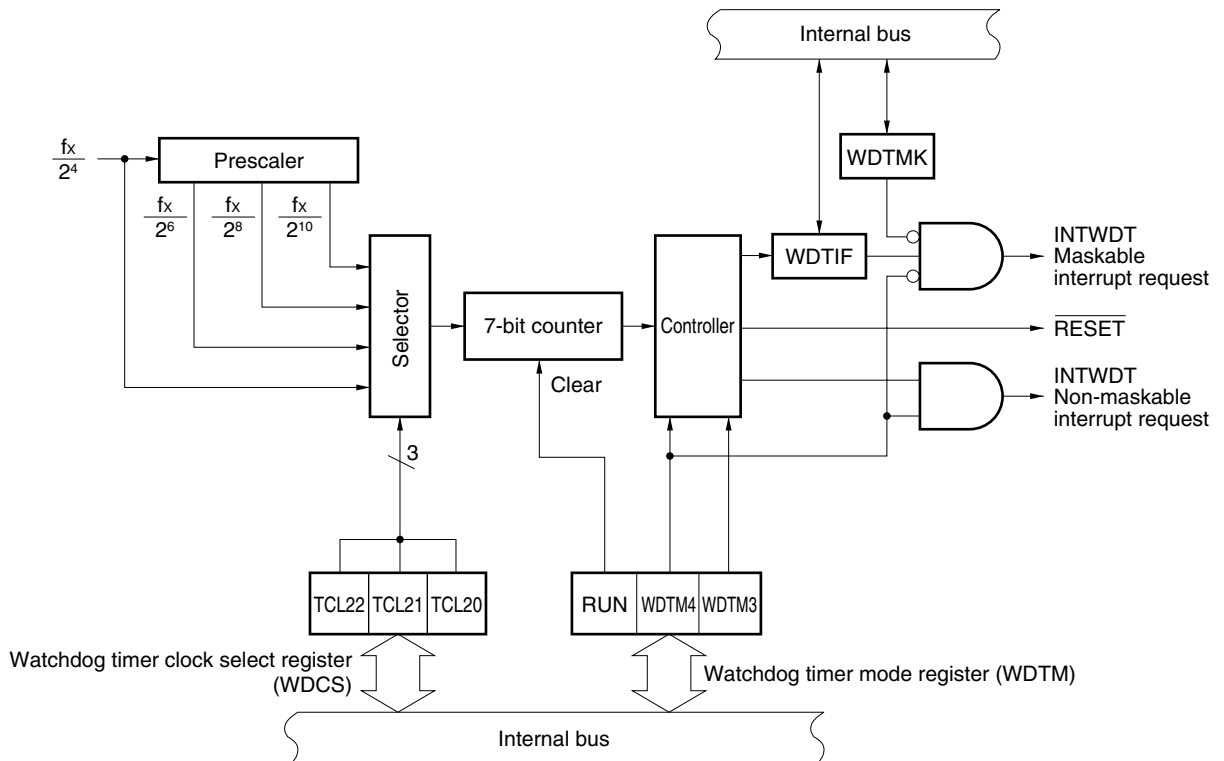 Internal bus
fx
2⁴
Prescaler
WDTMK
fx
2⁶
fx
2⁸
fx
2¹⁰
WDTIF
INTWDT
Maskable
interrupt request
Selector
7-bit counter
Controller
RESET
Clear
INTWDT
Non-maskable
interrupt request
3
TCL22 TCL21 TCL20
RUN WDTM4 WDTM3
Watchdog timer clock select register
(WDCS)
Watchdog timer mode register (WDTM)
Internal bus